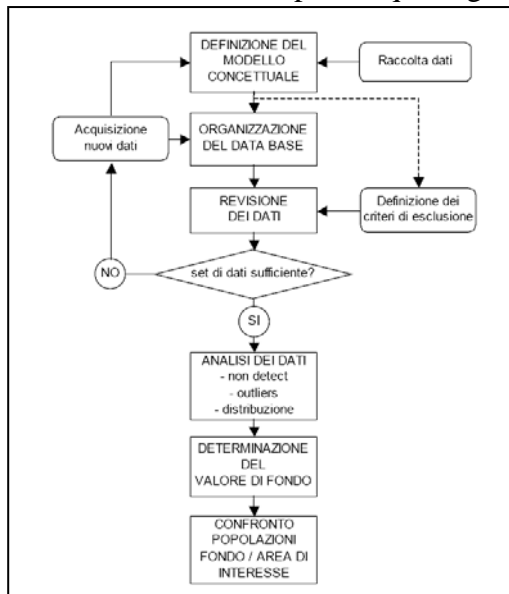 DEFINIZIONE DEL
MODELLO
CONCETTUALE
Raccolta dati
Acquisizione
nuovi dati
ORGANIZZAZIONE
DEL DATA BASE
REVISIONE
DEI DATI
Definizione dei
criteri di esclusione
NO
set di dati sufficiente?
SI
ANALISI DEI DATI
- non detect
- outliers
- distribuzione
DETERMINAZIONE
DEL
VALORE DI FONDO
CONFRONTO
POPOLAZIONI
FONDO / AREA DI
INTERESSE